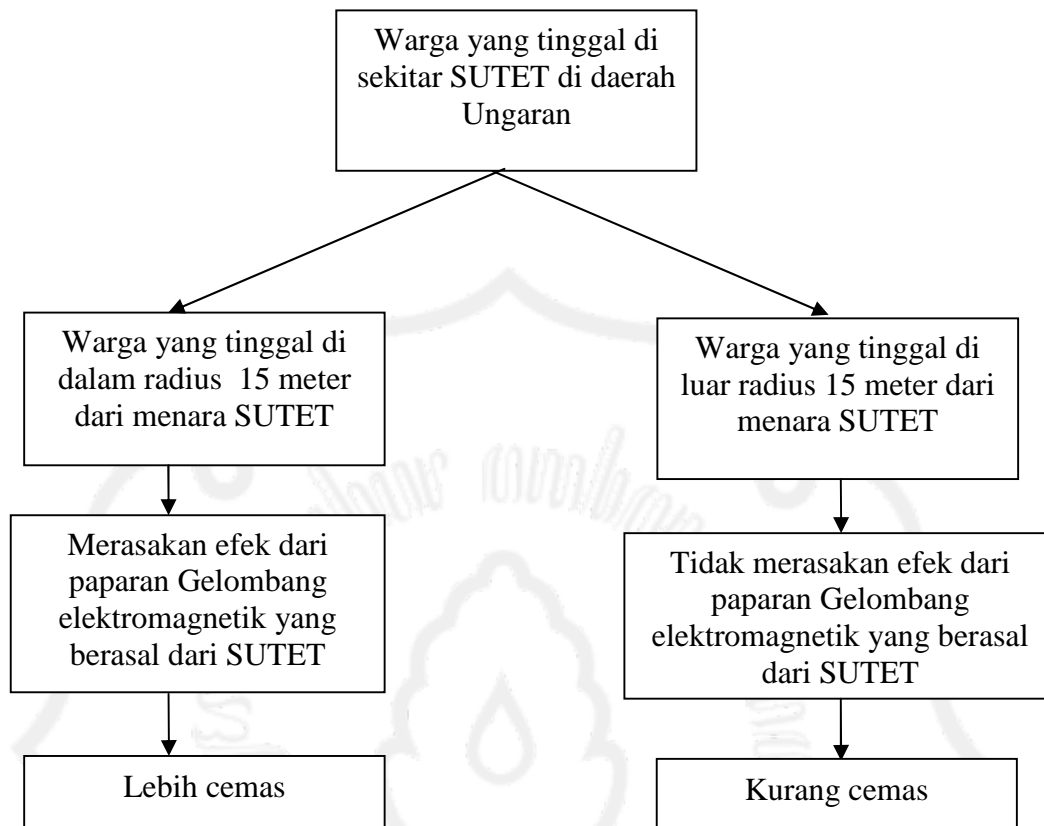 Warga yang tinggal di
sekitar SUTET di daerah
Ungaran
Warga yang tinggal di
dalam radius 15 meter
dari menara SUTET
Warga yang tinggal di
luar radius 15 meter dari
menara SUTET
Merasakan efek dari
paparan Gelombang
elektromagnetik yang
berasal dari SUTET
Tidak merasakan efek dari
paparan Gelombang
elektromagnetik yang berasal
dari SUTET
Lebih cemas
Kurang cemas